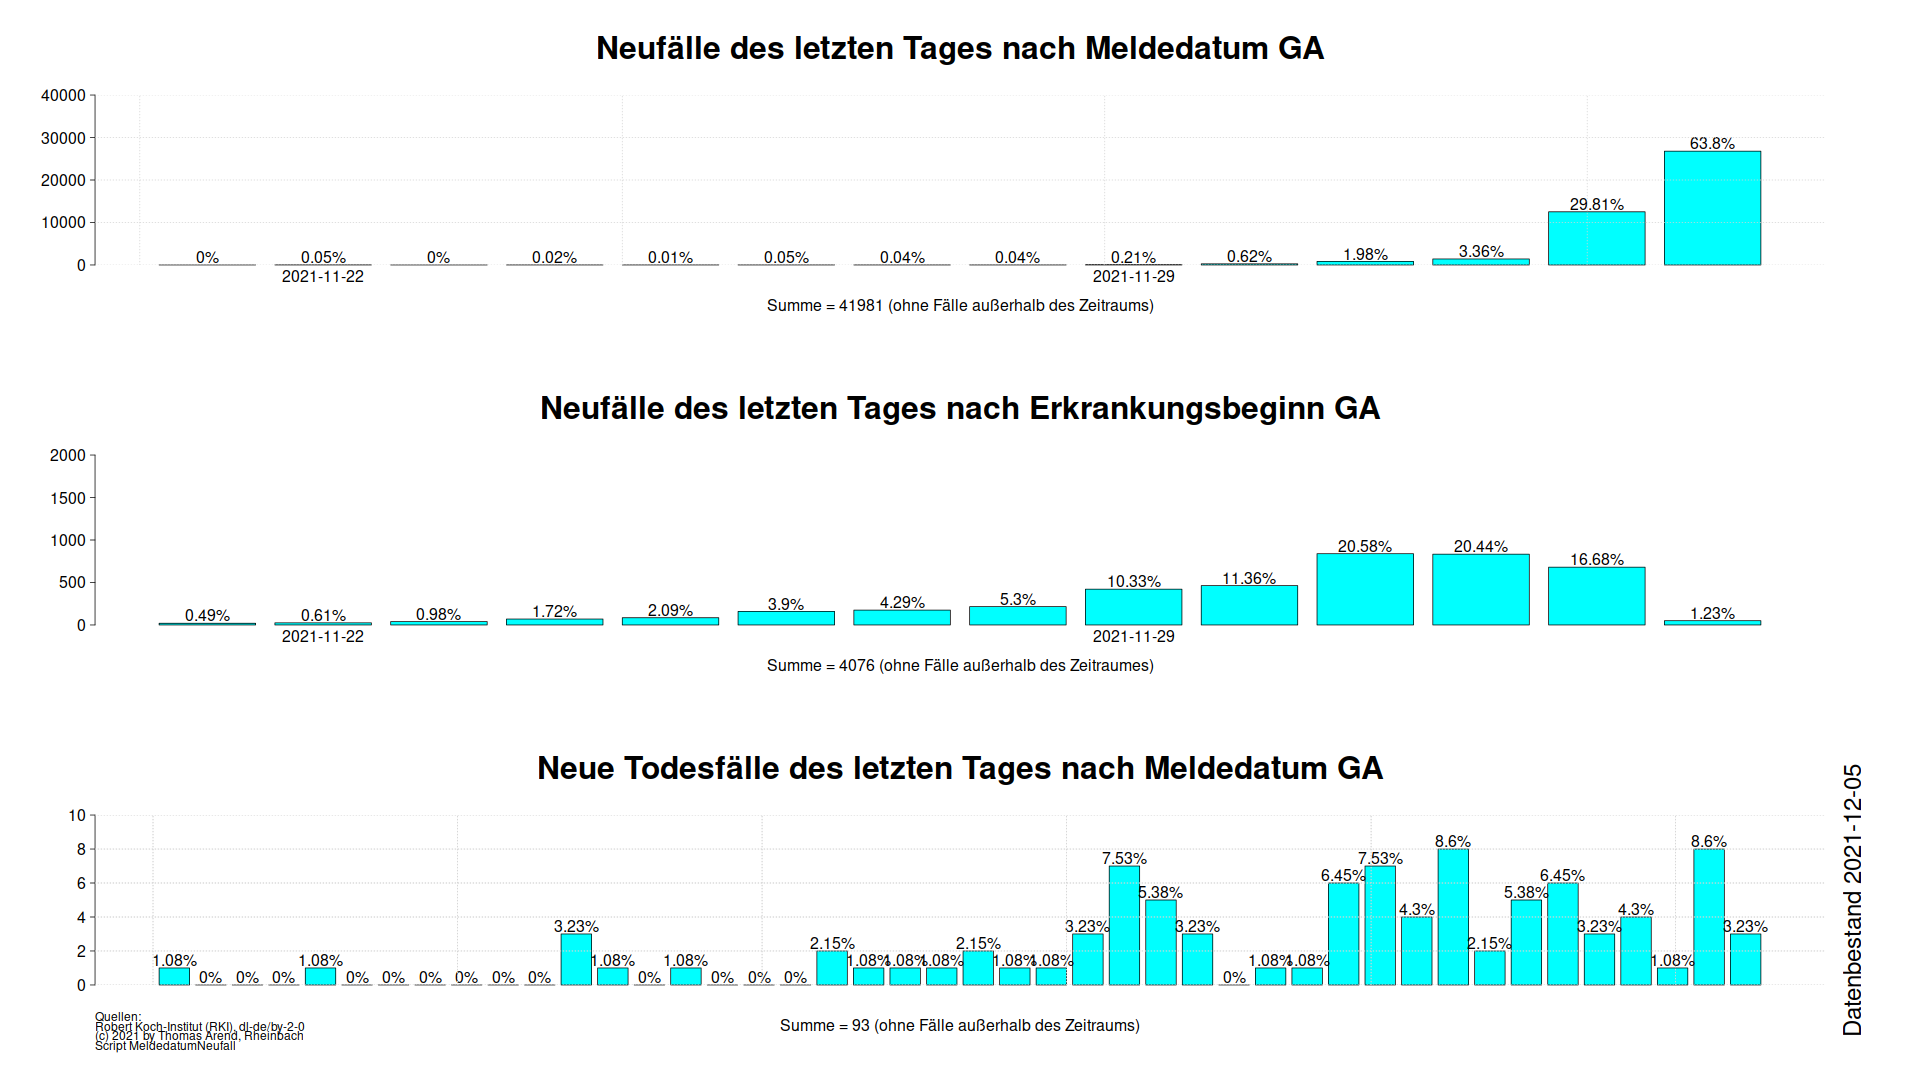 Neufälle des letzten Tages nach Meldedatum GA
40000
30000
20000
10000
0
0% 0.05% 0% 0.02% 0.01% 0.05% 0.04% 0.04% 0.21% 0.62% 1.98% 3.36% 29.81% 63.8%
2021-11-22 2021-11-29
Summe = 41981 (ohne Fälle außerhalb des Zeitraums)
Neufälle des letzten Tages nach Erkrankungsbeginn GA
2000
1500
1000
500
0
0.49% 0.61% 0.98% 1.72% 2.09% 3.9% 4.29% 5.3% 10.33% 11.36% 20.58% 20.44% 16.68% 1.23%
2021-11-22 2021-11-29
Summe = 4076 (ohne Fälle außerhalb des Zeitraumes)
Neue Todesfälle des letzten Tages nach Meldedatum GA
10
8
6
4
2
0
1.08% 0% 0% 0% 1.08% 0% 0% 0% 0% 0% 0% 3.23% 1.08% 0% 1.08% 0% 0% 0% 2.15% 1.08% 1.08% 1.08% 2.15% 1.08% 1.08% 3.23% 7.53% 5.38% 3.23% 0% 1.08% 1.08% 6.45% 7.53% 4.3% 8.6% 2.15% 5.38% 6.45% 3.23% 4.3% 1.08% 8.6% 3.23%
Summe = 93 (ohne Fälle außerhalb des Zeitraums)
Quellen:
Robert Koch-Institut (RKI), dl-de/by-2-0
(c) 2021 by Thomas Arend, Rheinbach
Script MeldedatumNeufall
Datenbestand 2021-12-05